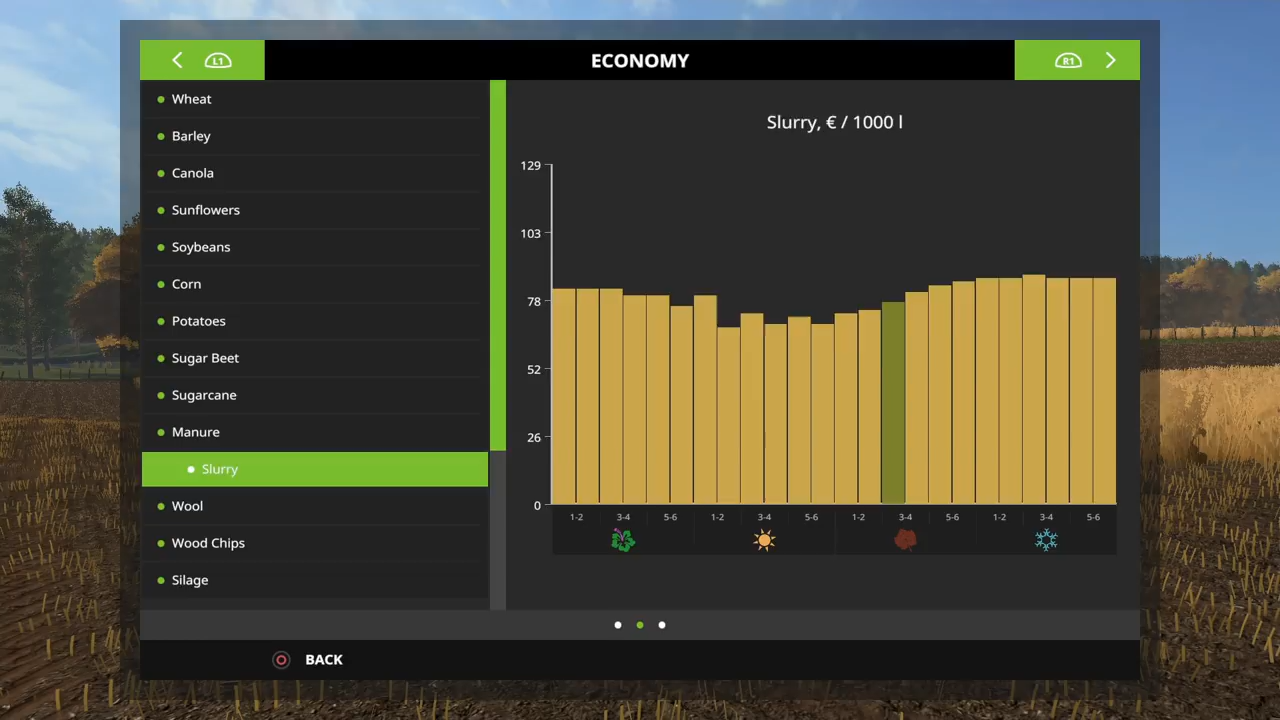 L1
ECONOMY
R1
Wheat
Barley
Canola
Sunflowers
Soybeans
Corn
Potatoes
Sugar Beet
Sugarcane
Manure
Slurry
Wool
Wood Chips
Silage
Slurry, € / 1000 l
129
103
78
52
26
0
1-2 3-4 5-6 1-2 3-4 5-6 1-2 3-4 5-6 1-2 3-4 5-6
BACK